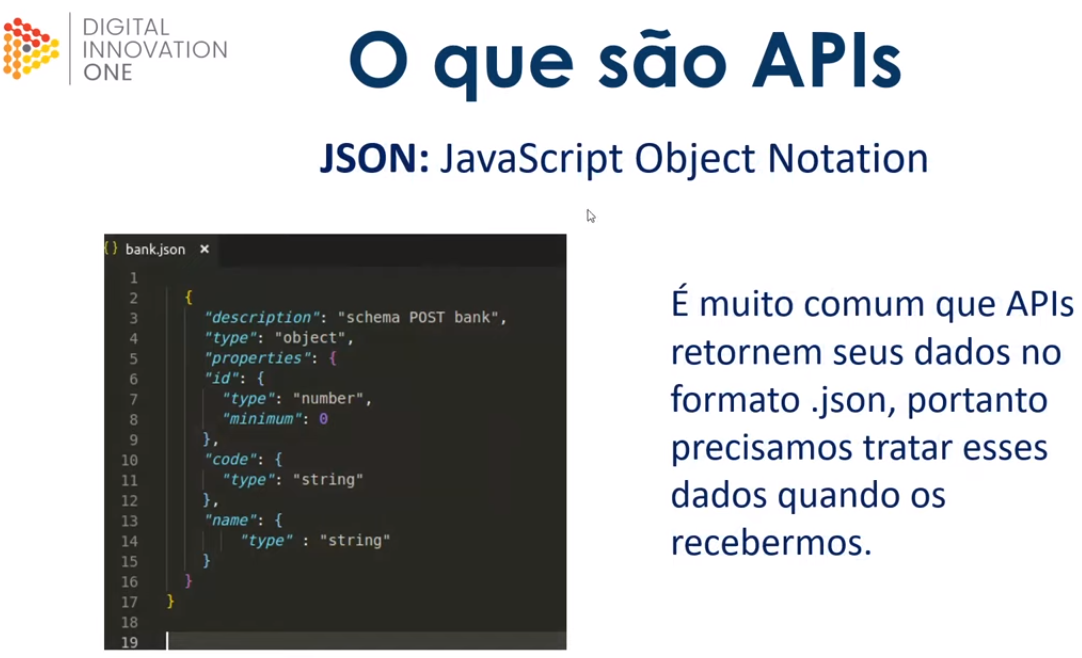 DIGITAL
INNOVATION
ONE
O que são APIs
JSON: JavaScript Object Notation
{} bank.json ×
1
2 {
3 "description": "schema POST bank",
4 "type": "object",
5 "properties": {
6 "id": {
7 "type": "number",
8 "minimum": 0
9 },
10 "code": {
11 "type": "string"
12 },
13 "name": {
14 "type" : "string"
15 }
16 }
17 }
18
19
É muito comum que APIs
retornem seus dados no
formato .json, portanto
precisamos tratar esses
dados quando os
recebermos.